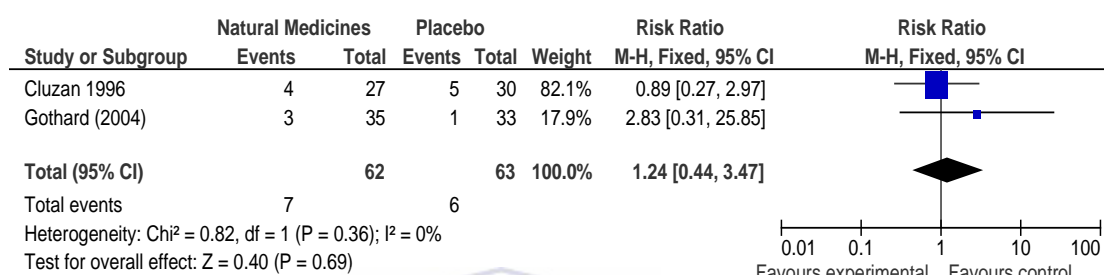 Natural Medicines Placebo Risk Ratio Risk Ratio
Study or Subgroup Events Total Events Total Weight M-H, Fixed, 95% CI M-H, Fixed, 95% CI
Cluzan 1996 4 27 5 30 82.1% 0.89 [0.27, 2.97]
Gothard (2004) 3 35 1 33 17.9% 2.83 [0.31, 25.85]
Total (95% CI) 62 63 100.0% 1.24 [0.44, 3.47]
Total events 7 6
Heterogeneity: Chi² = 0.82, df = 1 (P = 0.36); I² = 0%
Test for overall effect: Z = 0.40 (P = 0.69)
0.01 0.1 1 10 100
Favours experimental Favours control